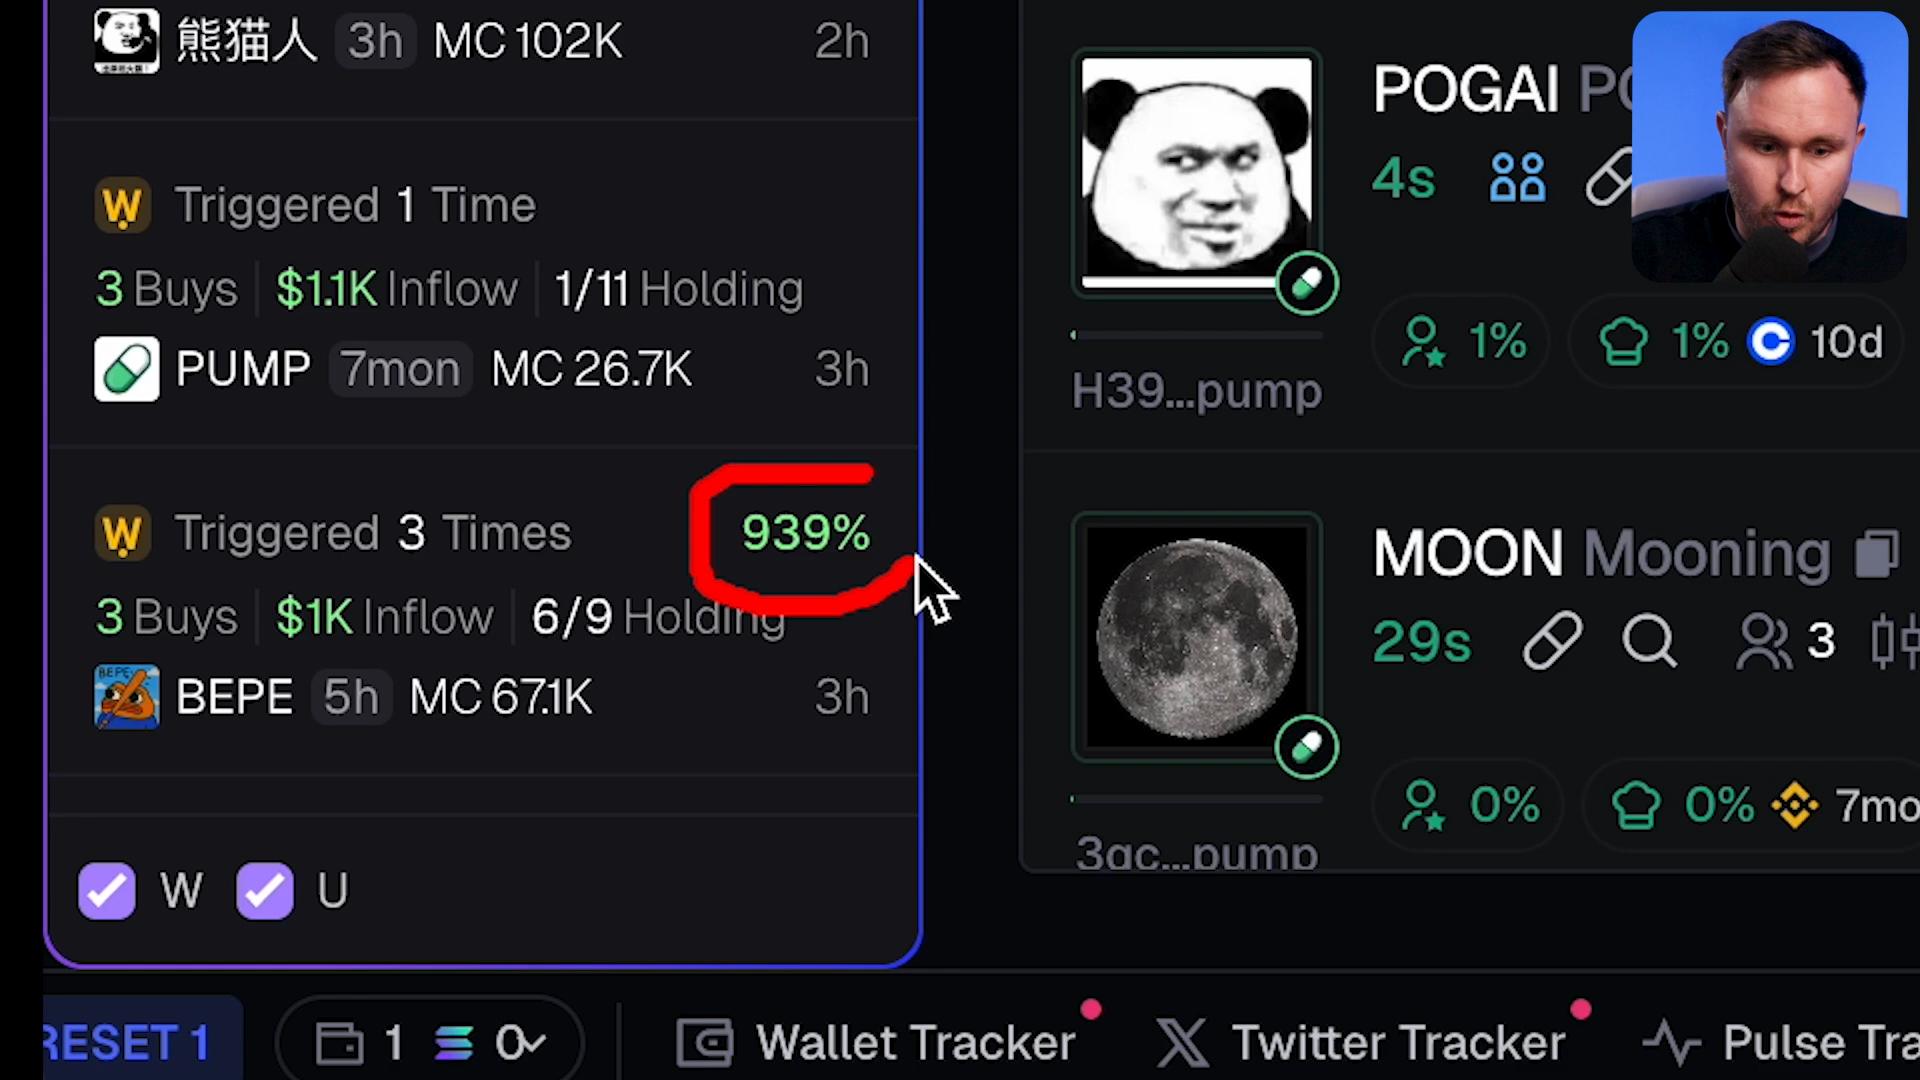 熊猫人 3h MC 102K 2h
W Triggered 1 Time
3 Buys $1.1K Inflow 1/11 Holding
PUMP 7mon MC 26.7K 3h
W Triggered 3 Times 939%
3 Buys $1K Inflow 6/9 Holding
BEPE
BEPE 5h MC 67.1K 3h
W U
POGAI
4s
1% 1% 10d
H39...pump
MOON Mooning
29s 3
0% 0% 7mo
3qc...pump
RESET 1 1 0 Wallet Tracker Twitter Tracker Pulse Tra